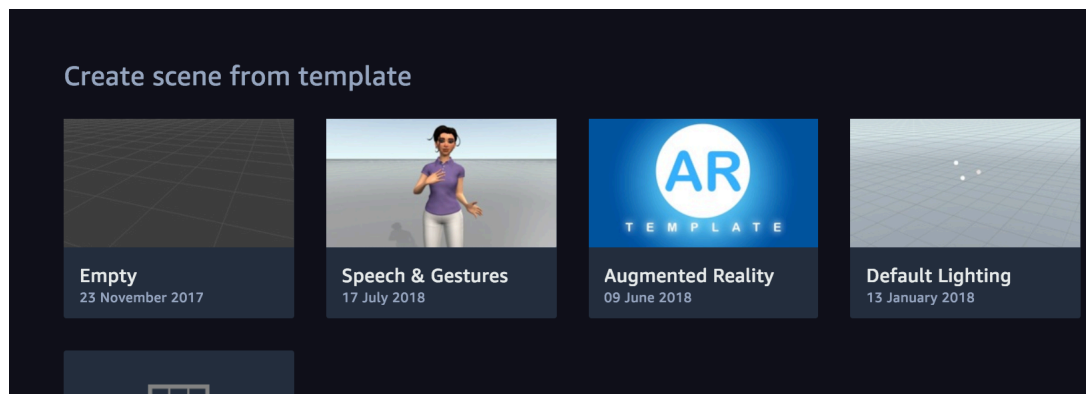 Create scene from template
AR
TEMPLATE
Empty
23 November 2017
Speech & Gestures
17 July 2018
Augmented Reality
09 June 2018
Default Lighting
13 January 2018